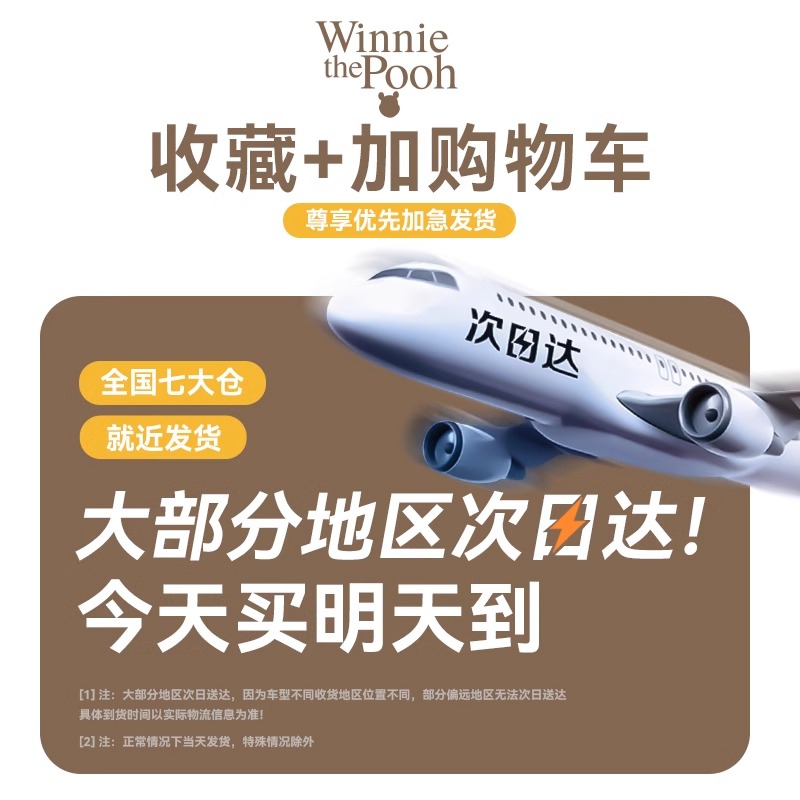 Winnie
the Pooh
收藏+加购物车
尊享优先加急发货
次日达
全国七大仓
就近发货
大部分地区次日达!
今天买明天到
[1] 注：大部分地区次日送达，因为车型不同收货地区位置不同，部分偏远地区无法次日送达
具体到货时间以实际物流信息为准!
[2] 注：正常情况下当天发货，特殊情况除外